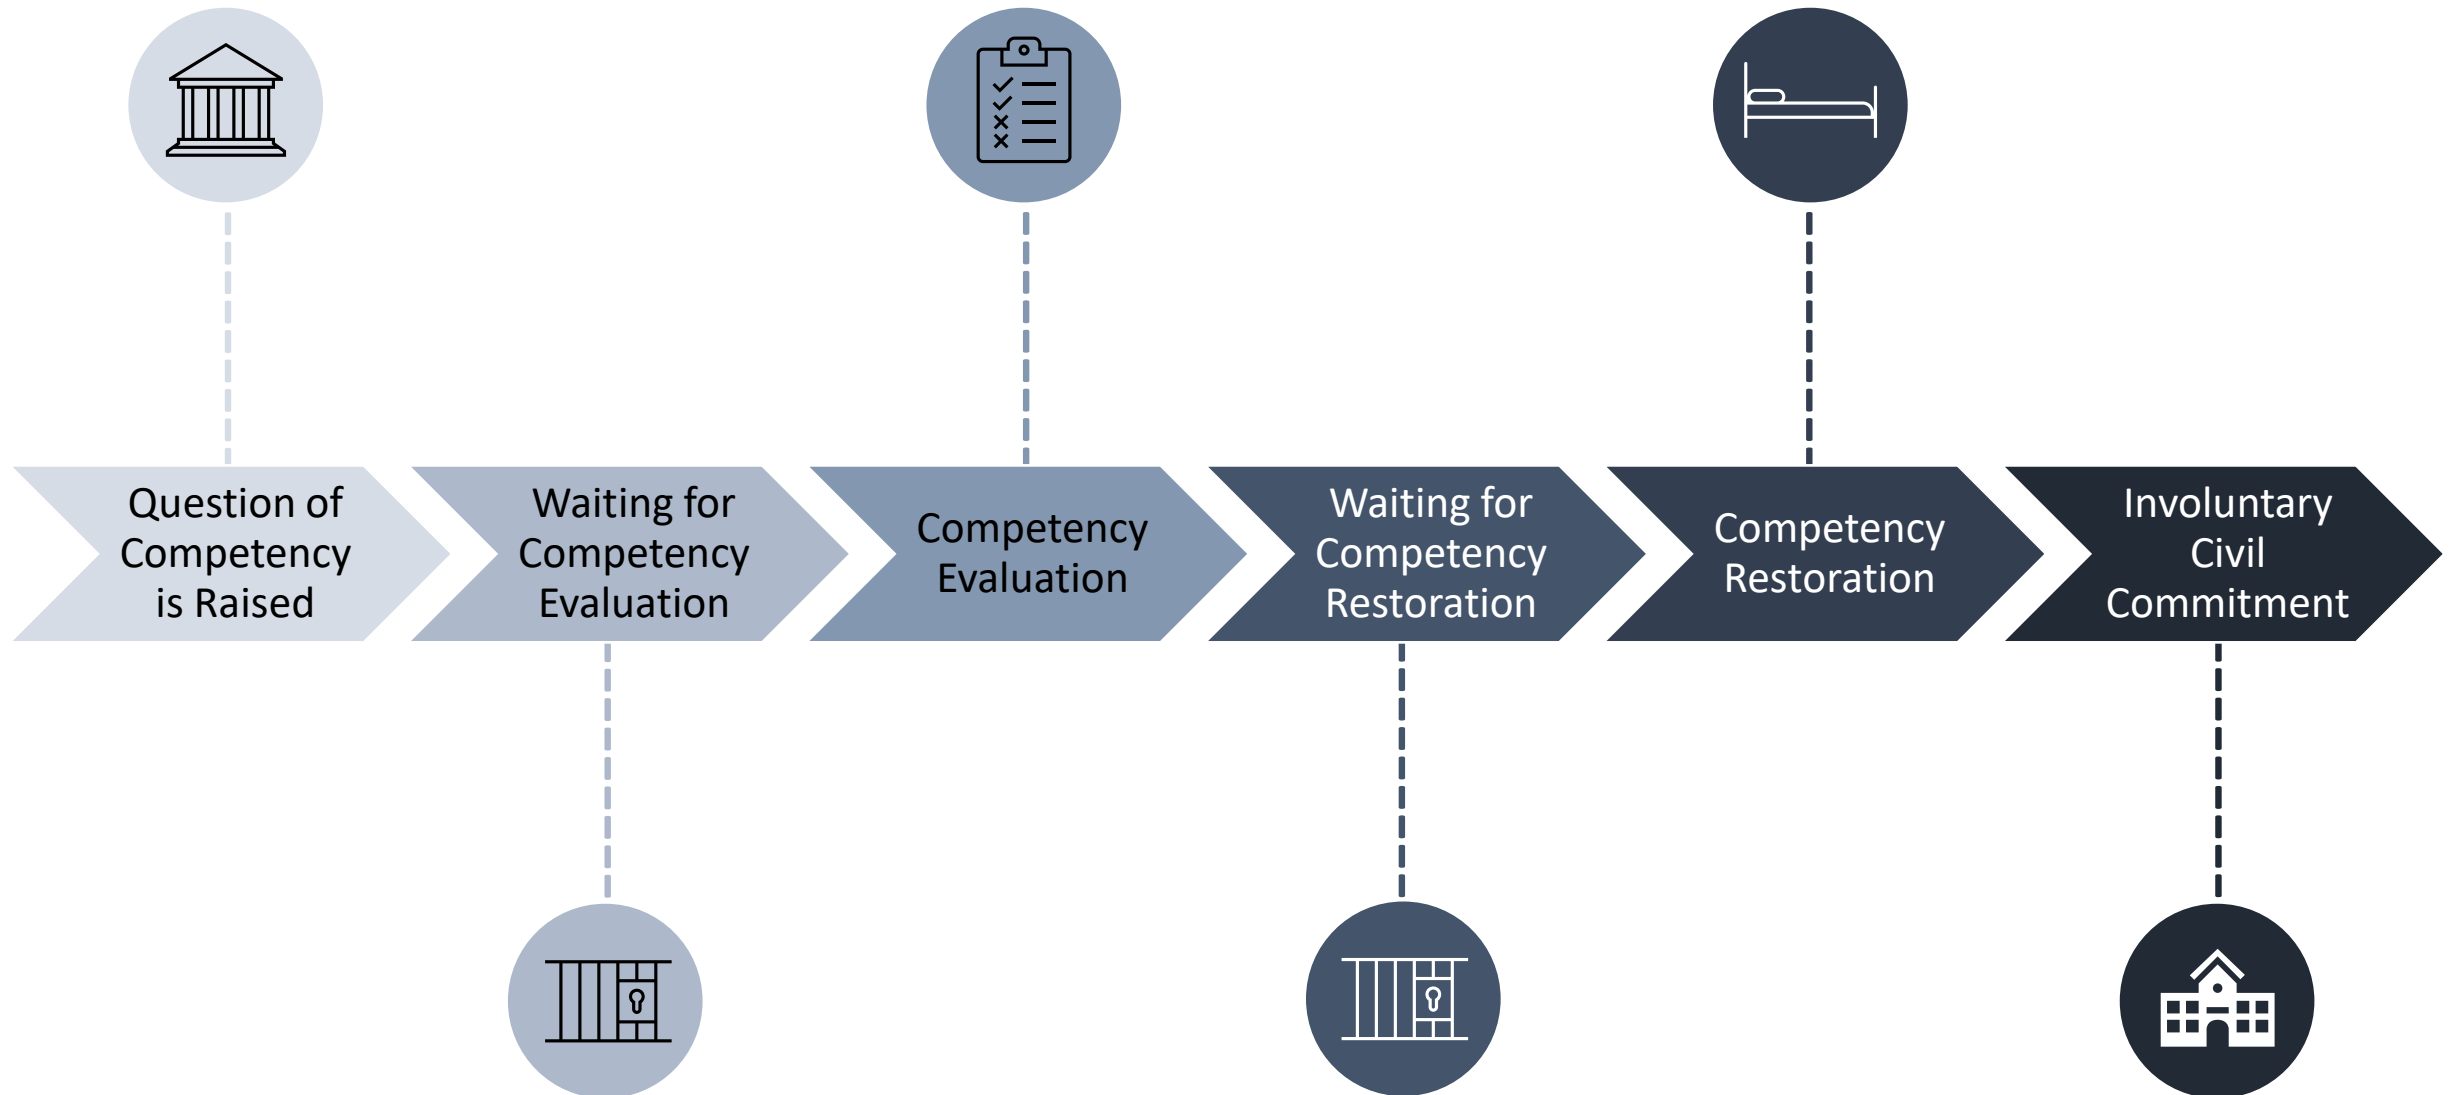 Question of
Competency
is Raised
Waiting for
Competency
Evaluation
Competency
Evaluation
Waiting for
Competency
Restoration
Competency
Restoration
Involuntary
Civil
Commitment